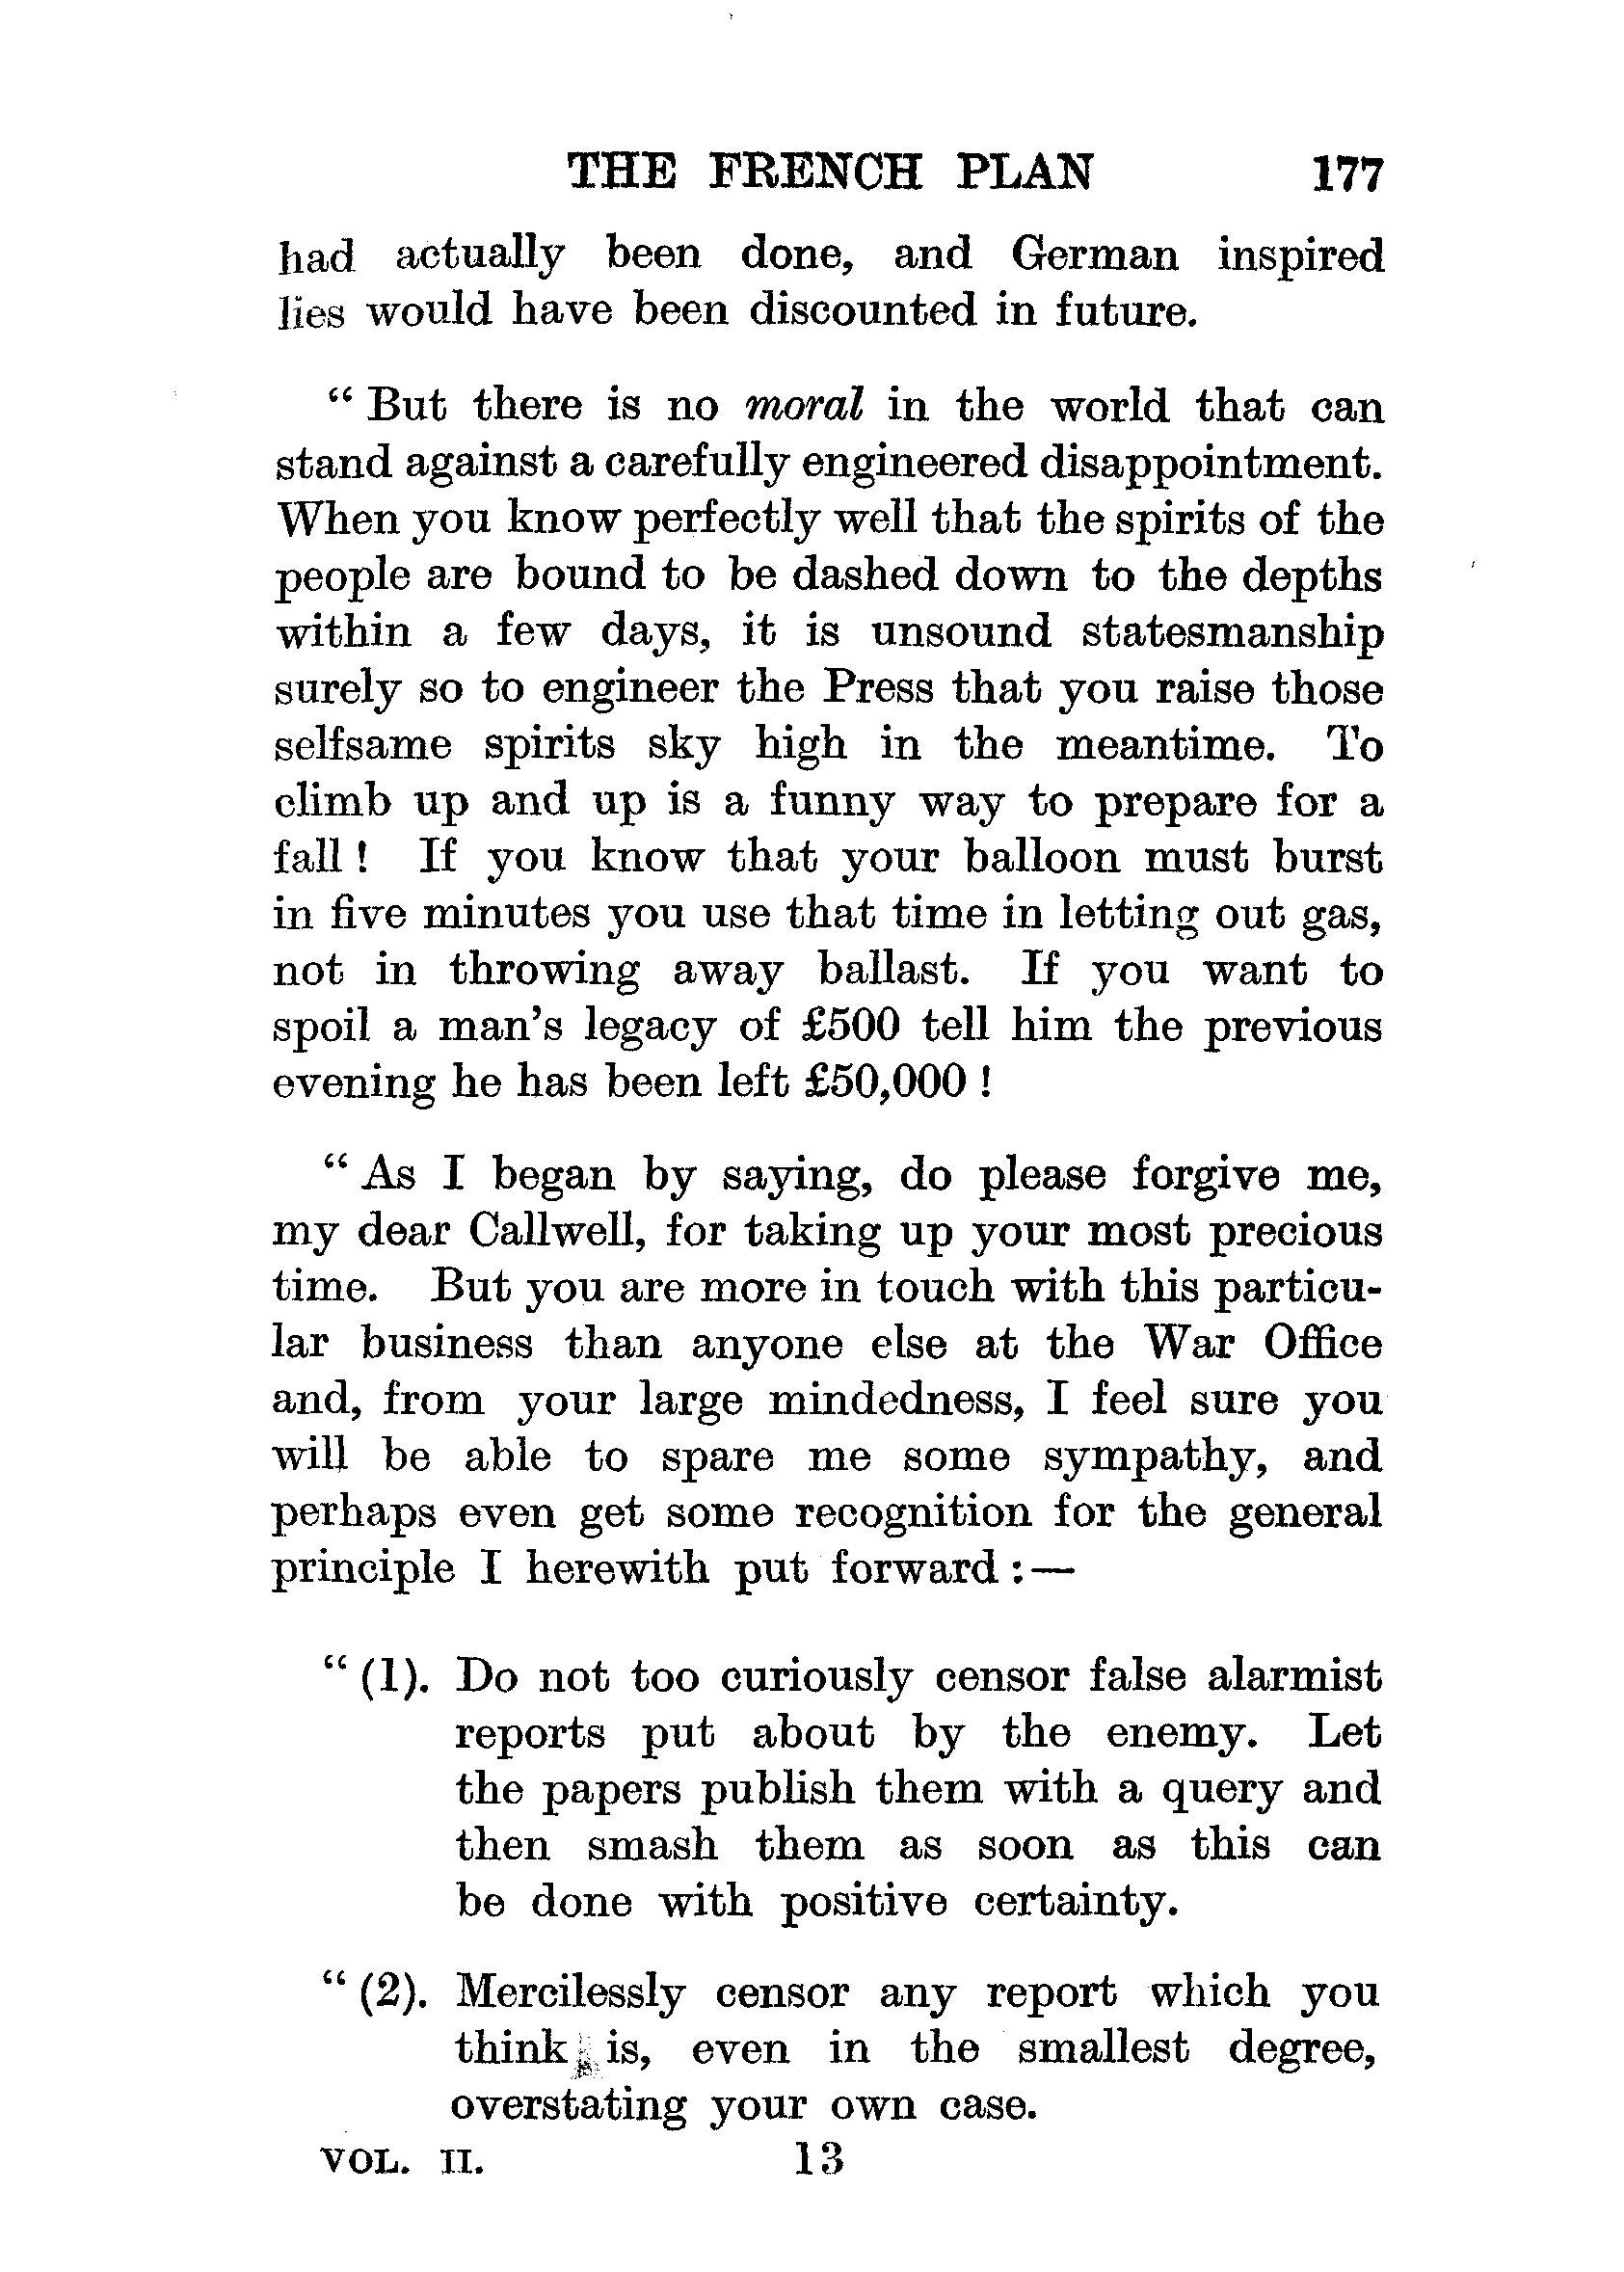 THE FRENCH PLAN 177
had actually been done, and German inspired
lies would have been discounted in future.
“ But there is no moral in the world that can
stand against a carefully engineered disappointment.
When you know perfectly well that the spirits of the
people are bound to be dashed down to the depths
within a few days, it is unsound statesmanship
surely so to engineer the Press that you raise those
selfsame spirits sky high in the meantime. To
climb up and up is a funny way to prepare for a
fall ! If you know that your balloon must burst
in five minutes you use that time in letting out gas,
not in throwing away ballast. If you want to
spoil a man’s legacy of £500 tell him the previous
evening he has been left £50,000 !
“ As I began by saying, do please forgive me,
my dear Callwell, for taking up your most precious
time. But you are more in touch with this particu-
lar business than anyone else at the War Office
and, from your large mindedness, I feel sure you
will be able to spare me some sympathy, and
perhaps even get some recognition for the general
principle I herewith put forward :—
“ (1). Do not too curiously censor false alarmist
reports put about by the enemy. Let
the papers publish them with a query and
then smash them as soon as this can
be done with positive certainty.
“ (2). Mercilessly censor any report which you
think is, even in the smallest degree,
overstating your own case.
VOL. II. 13